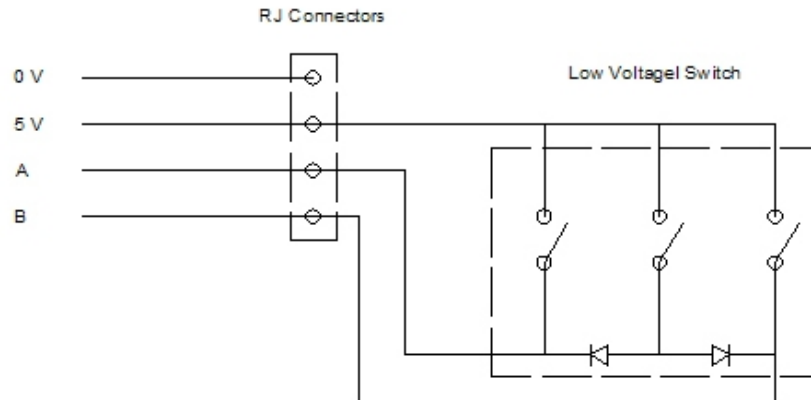 RJ Connectors
0 V
Low Voltagel Switch
5 V
A
B